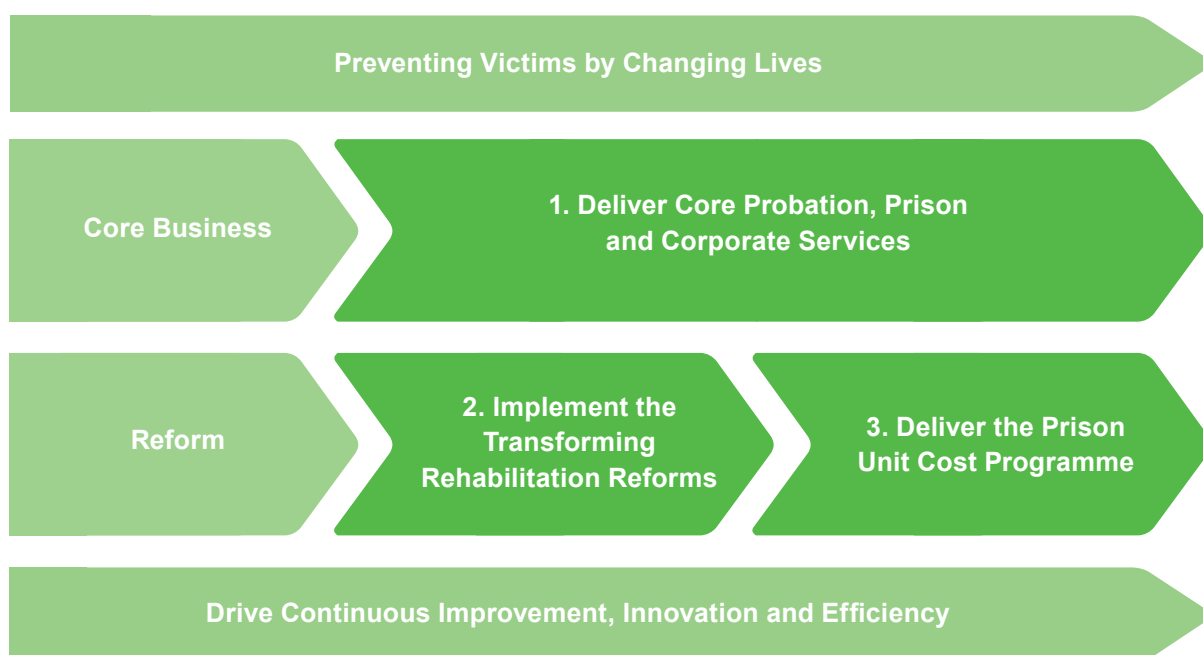 Preventing Victims by Changing Lives
Core Business
1. Deliver Core Probation, Prison
and Corporate Services
Reform
2. Implement the
Transforming
Rehabilitation Reforms
3. Deliver the Prison
Unit Cost Programme
Drive Continuous Improvement, Innovation and Efficiency